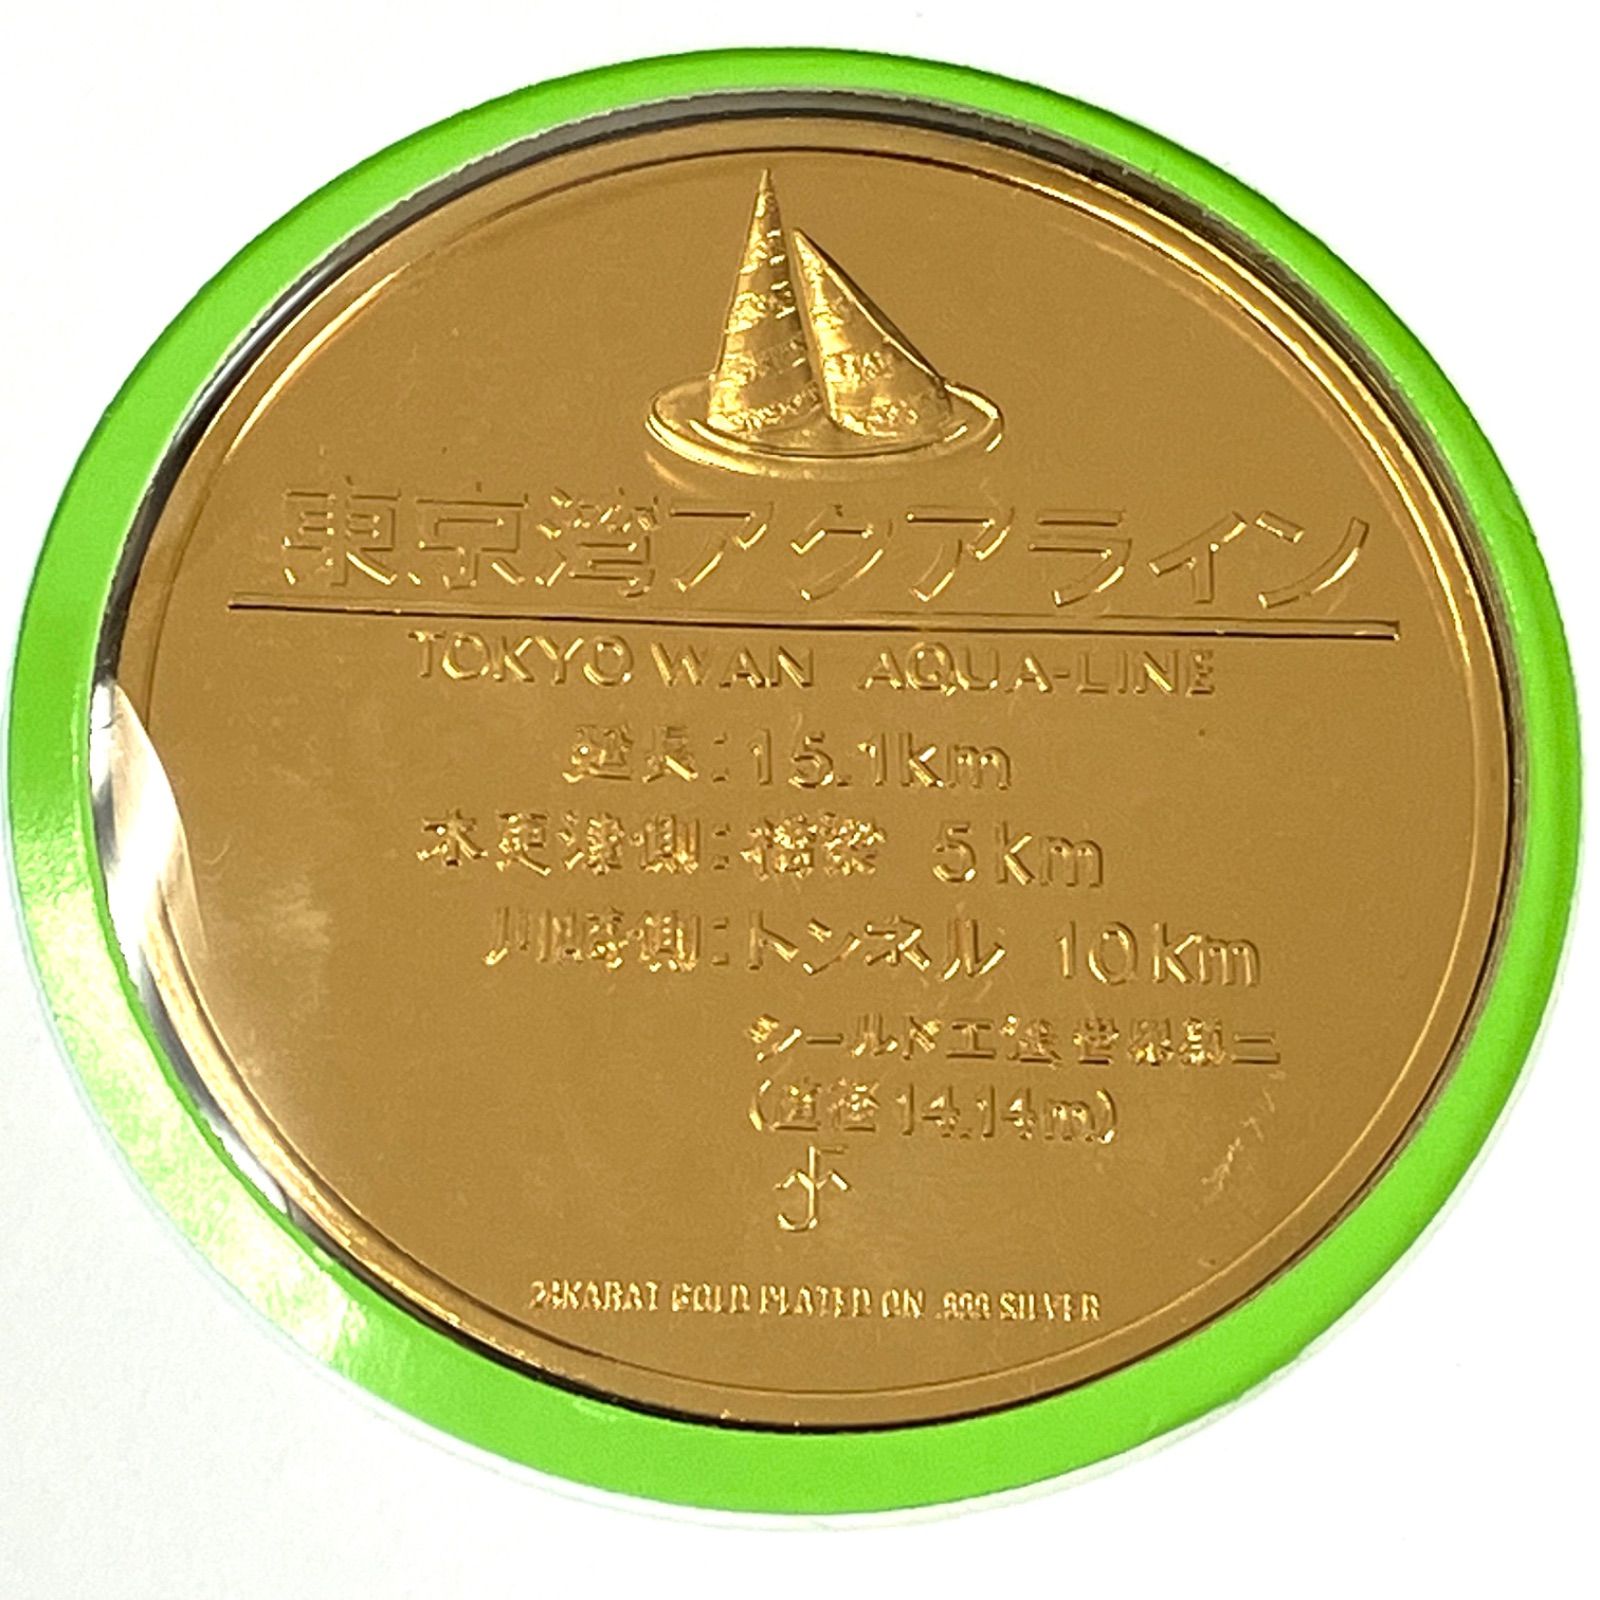 東京湾アクアライン
TOKYO WAN AQUA-LINE
延長:15.1km
木更津側:橋梁 5km
川崎側:トンネル 10km
シールド工法世界第二
(直径14.14m)
24KARAT GOLD PLATED ON .999 SILVER